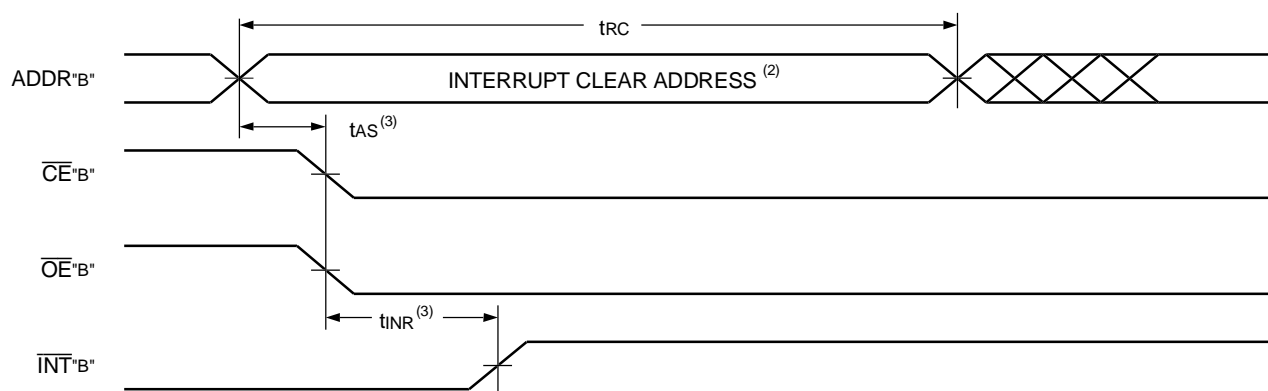 tRC
ADDR"B"
INTERRUPT CLEAR ADDRESS (2)
tAS(3)
CE"B"
OE"B"
tINR(3)
INT"B"